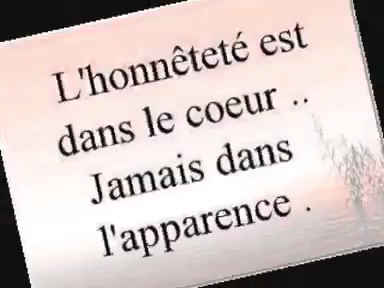 L'honnêteté est
dans le coeur ..
Jamais dans
l'apparence .